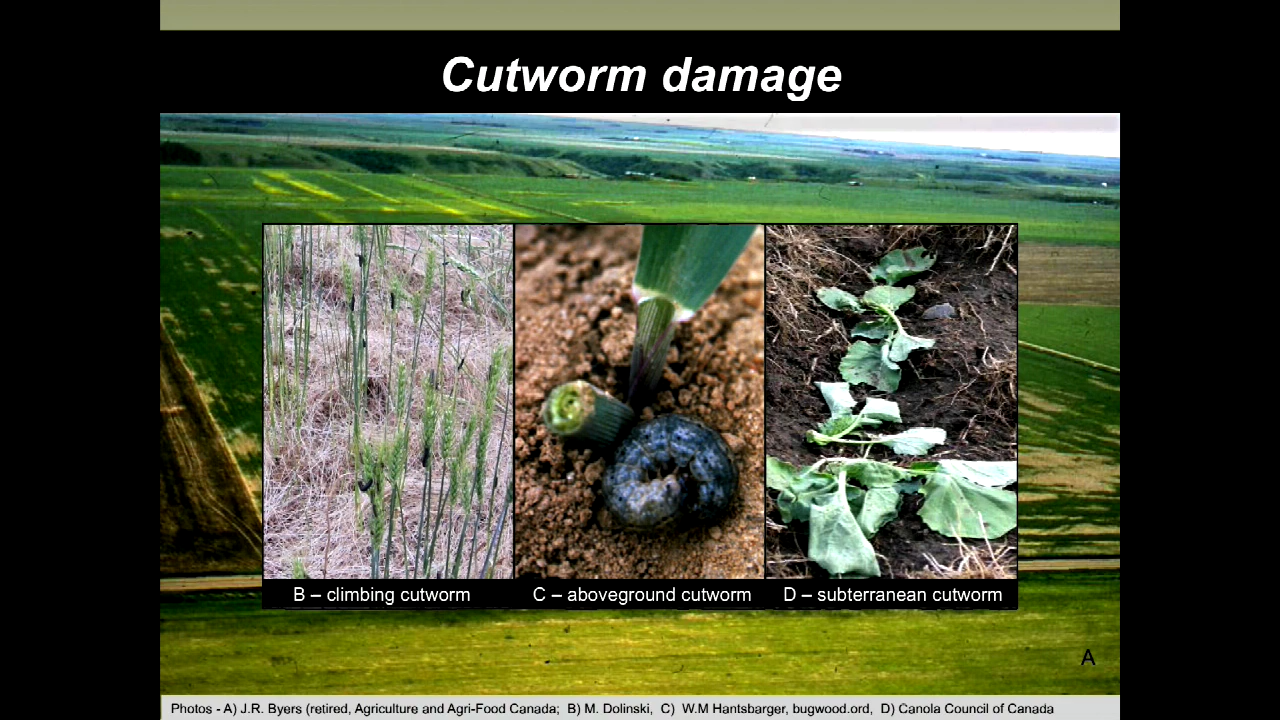 Cutworm damage
B – climbing cutworm
C – aboveground cutworm
D – subterranean cutworm
A
Photos - A) J.R. Byers (retired, Agriculture and Agri-Food Canada;  B) M. Dolinski,  C)  W.M Hantsbarger, bugwood.ord,  D) Canola Council of Canada